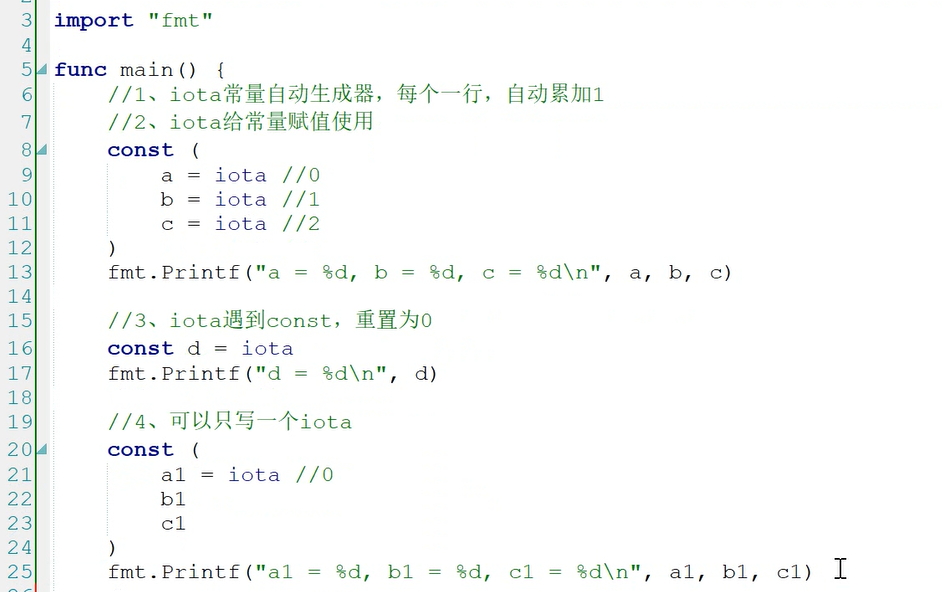 3 import "fmt"
4
5 func main() {
6 //1、iota常量自动生成器，每个一行，自动累加1
7 //2、iota给常量赋值使用
8 const (
9 a = iota //0
10 b = iota //1
11 c = iota //2
12 )
13 fmt.Printf("a = %d, b = %d, c = %d\n", a, b, c)
14
15 //3、iota遇到const，重置为0
16 const d = iota
17 fmt.Printf("d = %d\n", d)
18
19 //4、可以只写一个iota
20 const (
21 a1 = iota //0
22 b1
23 c1
24 )
25 fmt.Printf("a1 = %d, b1 = %d, c1 = %d\n", a1, b1, c1)